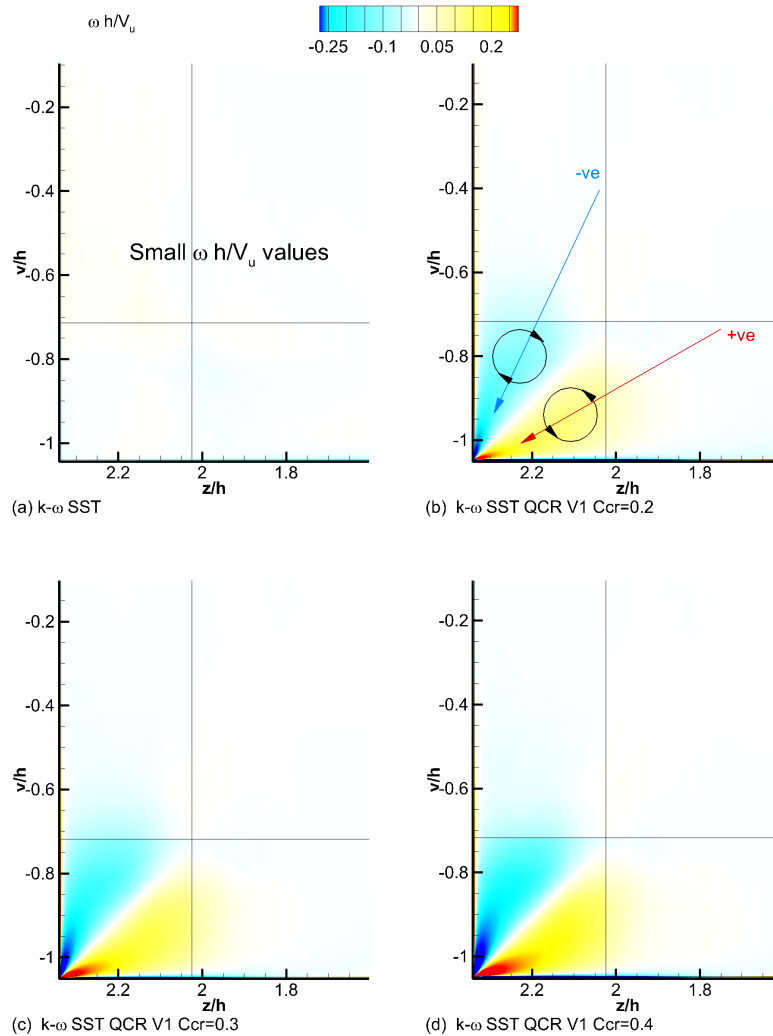 ω h/Vu
-0.25 -0.1 0.05 0.2
-0.2
-0.4
-0.6
-0.8
-1
y/h
Small ω h/Vu values
2.2 2 1.8
z/h
(a) k-ω SST
-0.2
-0.4
-0.6
-0.8
-1
y/h
-ve
+ve
2.2 2 1.8
z/h
(b) k-ω SST QCR V1 Ccr=0.2
-0.2
-0.4
-0.6
-0.8
-1
y/h
2.2 2 1.8
z/h
(c) k-ω SST QCR V1 Ccr=0.3
-0.2
-0.4
-0.6
-0.8
-1
y/h
2.2 2 1.8
z/h
(d) k-ω SST QCR V1 Ccr=0.4